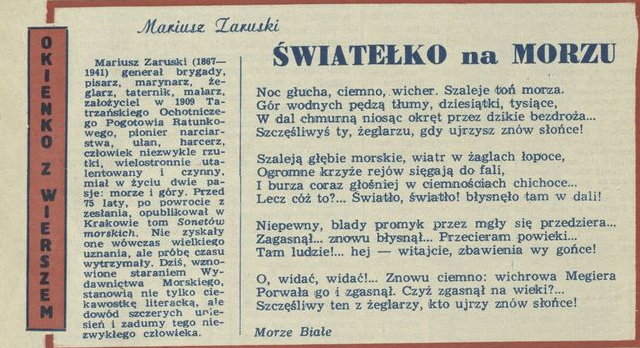 OKIENKO Z WIERSZEM
Mariusz Zaruski
ŚWIATEŁKO na MORZU
Mariusz Zaruski (1867—
1941) generał brygady,
pisarz, marynarz, że-
glarz, taternik, malarz,
założyciel w 1909 Ta-
trzańskiego Ochotnicze-
go Pogotowia Ratunko-
wego, pionier narciar-
stwa, ułan, harcerz,
człowiek niezwykle rzu-
tki, wielostronnie uta-
lentowany i czynny,
miał w życiu dwie pa-
sje: morze i góry. Przed
75 laty, po powrocie z
zesłania, opublikował w
Krakowie tom Sonetów
morskich. Nie zyskały
one wówczas wielkiego
uznania, ale próbę czasu
wytrzymały. Dziś, wzno-
wione staraniem Wy-
dawnictwa Morskiego,
stanowią nie tylko cie-
kawostkę literacką, ale
dowód szczerych unie-
sień i zadumy tego nie-
zwykłego człowieka.
Noc głucha, ciemno, wicher. Szaleje toń morza.
Gór wodnych pędzą tłumy, dziesiątki, tysiące,
W dal chmurną niosąc okręt przez dzikie bezdroża...
Szczęśliwyś ty, żeglarzu, gdy ujrzysz znów słońce!
Szaleją głębie morskie, wiatr w żaglach łopoce,
Ogromne krzyże rejów sięgają do fali,
I burza coraz głośniej w ciemnościach chichoce...
Lecz cóż to?... Światło, światło! błysnęło tam w dali!
Niepewny, blady promyk przez mgły się przedziera...
Zagasnął... znowu błysnął... Przecieram powieki...
Tam ludzie!... hej — witajcie, zbawienia wy gońce!
O, widać, widać!... Znowu ciemno: wichrowa Megiera
Porwała go i zgasnął. Czyż zgasnął na wieki?...
Szczęśliwy ten z żeglarzy, kto ujrzy znów słońce!
Morze Białe